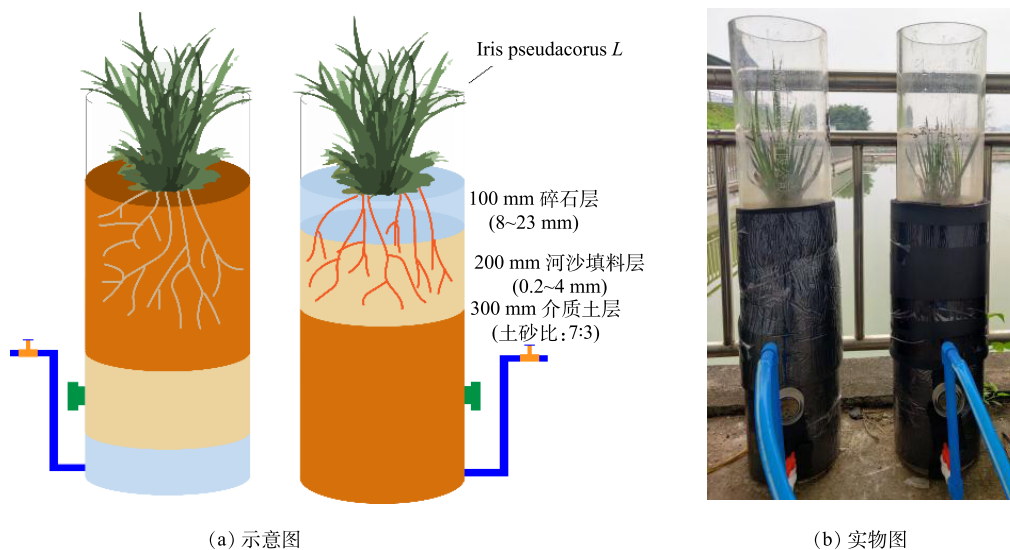 Iris pseudacorus L
100 mm 碎石层
(8~23 mm)
200 mm 河沙填料层
(0.2~4 mm)
300 mm 介质土层
(土砂比：7∶3)
(a) 示意图
(b) 实物图